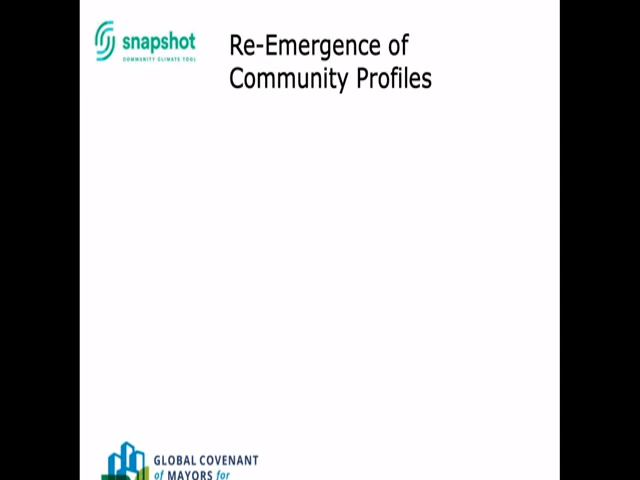 snapshot
COMMUNITY CLIMATE TOOL
Re-Emergence of
Community Profiles
GLOBAL COVENANT
of MAYORS for